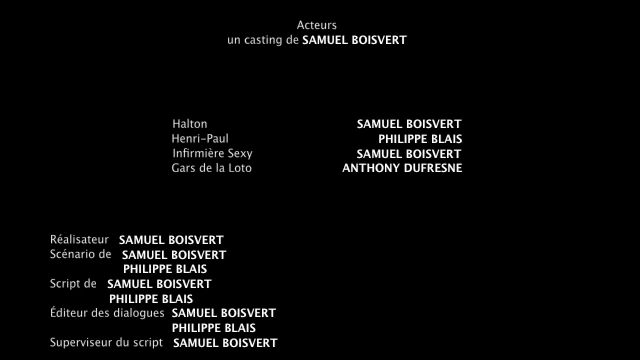 Acteurs
un casting de SAMUEL BOISVERT
Halton SAMUEL BOISVERT
Henri-Paul PHILIPPE BLAIS
Infirmière Sexy SAMUEL BOISVERT
Gars de la Loto ANTHONY DUFRESNE
Réalisateur SAMUEL BOISVERT
Scénario de SAMUEL BOISVERT
PHILIPPE BLAIS
Script de SAMUEL BOISVERT
PHILIPPE BLAIS
Éditeur des dialogues SAMUEL BOISVERT
PHILIPPE BLAIS
Superviseur du script SAMUEL BOISVERT